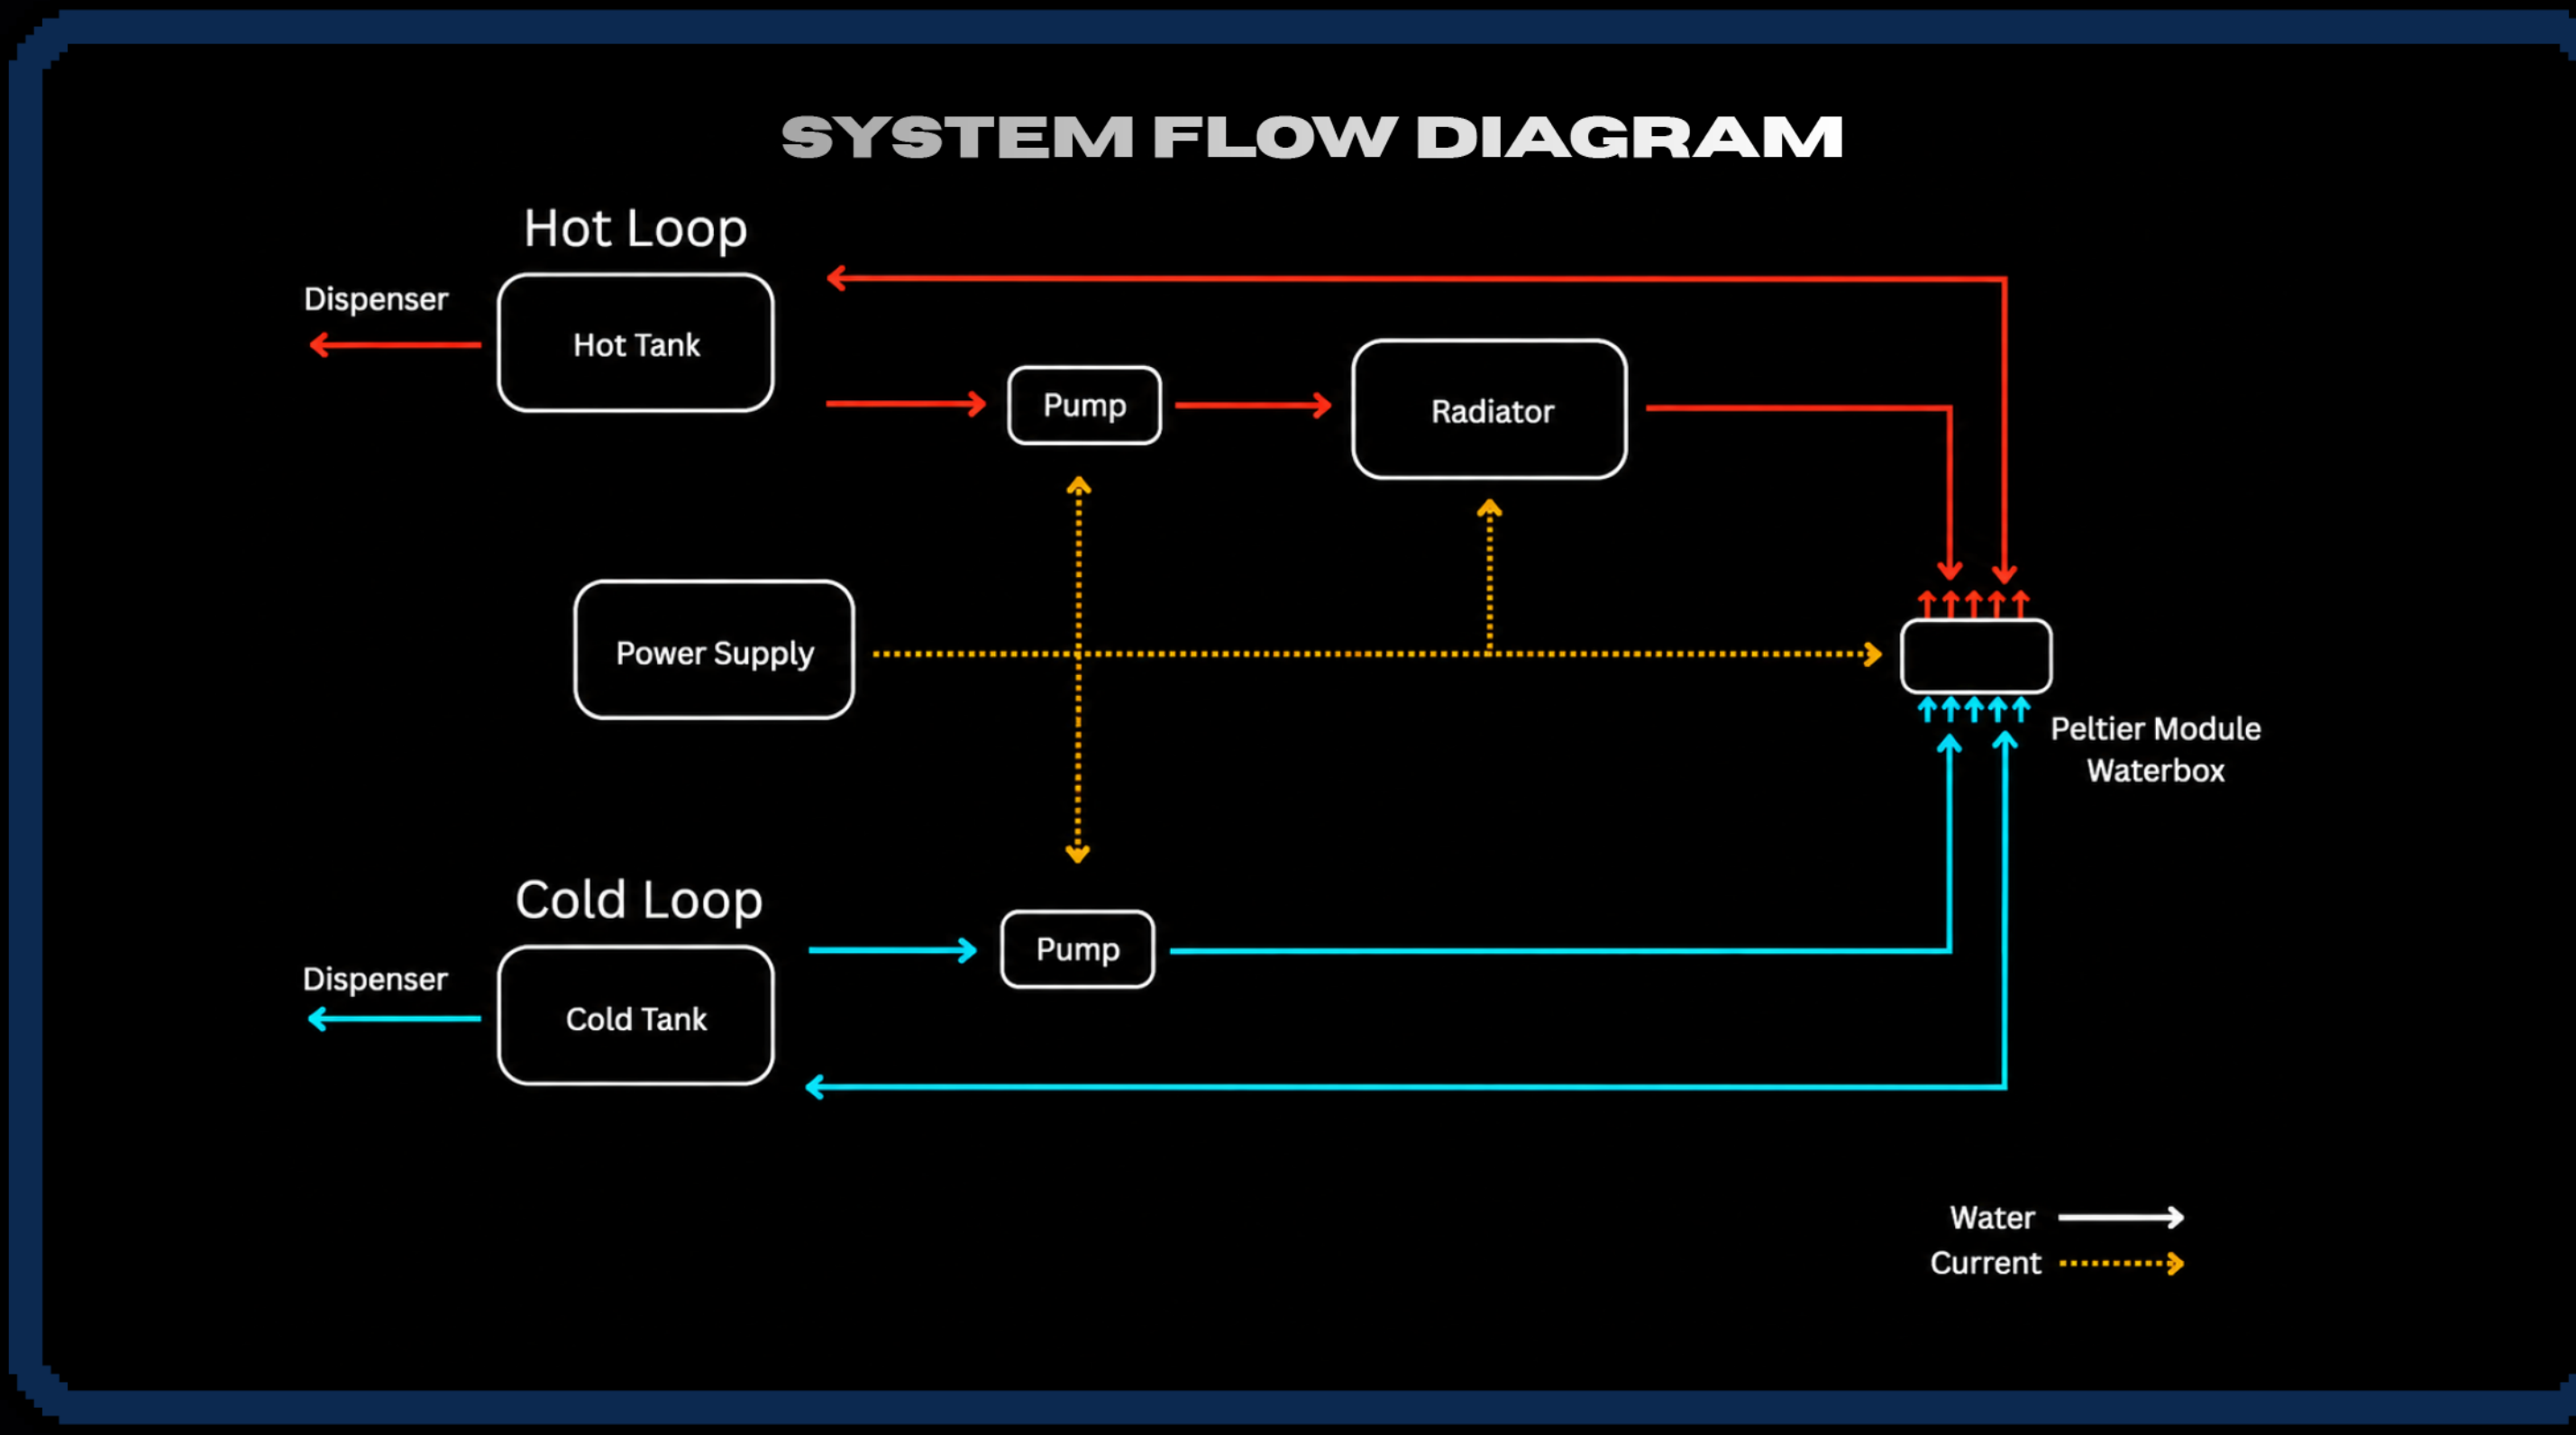 SYSTEM FLOW DIAGRAM
Hot Loop
Dispenser
Hot Tank
Pump
Radiator
Power Supply
Peltier Module
Waterbox
Cold Loop
Dispenser
Cold Tank
Pump
Water
Current